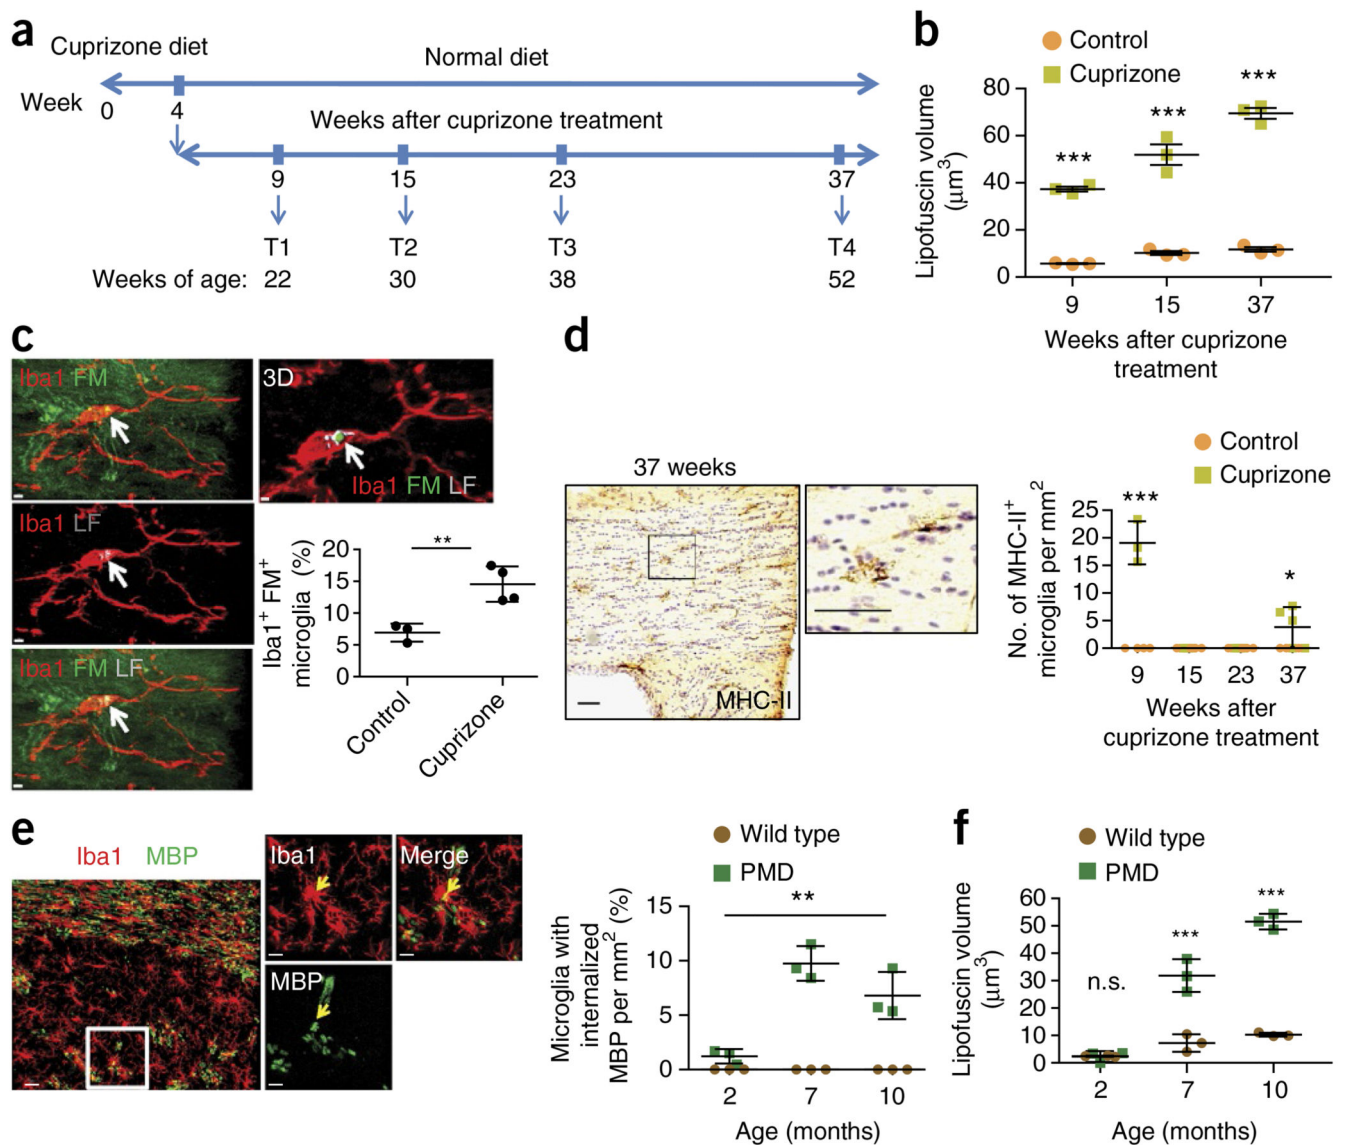 a
Cuprizone diet
Normal diet
Week 0 4
Weeks after cuprizone treatment
9 15 23 37
T1 T2 T3 T4
Weeks of age: 22 30 38 52
b
Control
Cuprizone
***
***
***
Lipofuscin volume
(μm³)
80
60
40
20
0
9 15 37
Weeks after cuprizone
treatment
c
Iba1 FM
3D
Iba1 FM LF
Iba1 LF
Iba1 FM LF
Iba1⁺ FM⁺
microglia (%)
**
20
15
10
5
0
Control
Cuprizone
d
37 weeks
MHC-II
Control
Cuprizone
No. of MHC-II⁺
microglia per mm²
***
*
25
20
15
10
5
0
9 15 23 37
Weeks after
cuprizone treatment
e
Iba1 MBP
Iba1
Merge
MBP
Wild type
PMD
Microglia with
internalized
MBP per mm² (%)
**
15
10
5
0
2 7 10
Age (months)
f
Wild type
PMD
Lipofuscin volume
(μm³)
n.s.
***
***
60
50
40
30
20
10
0
2 7 10
Age (months)